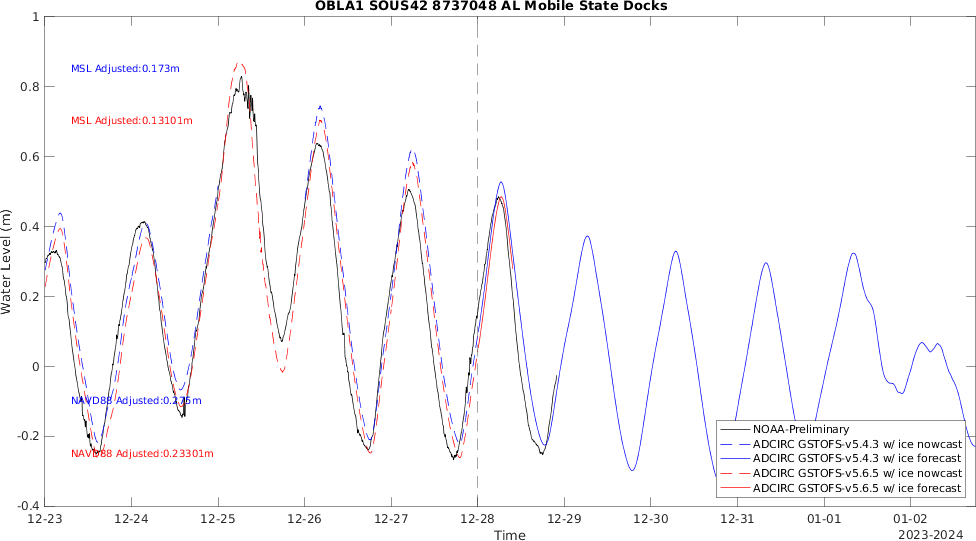 OBLA1 SOUS42 8737048 AL Mobile State Docks
Water Level (m)
1
0.8
0.6
0.4
0.2
0
-0.2
-0.4
MSL Adjusted:0.173m
MSL Adjusted:0.13101m
NAVD88 Adjusted:0.275m
NAVD88 Adjusted:0.23301m
NOAA-Preliminary
ADCIRC GSTOFS-v5.4.3 w/ ice nowcast
ADCIRC GSTOFS-v5.4.3 w/ ice forecast
ADCIRC GSTOFS-v5.6.5 w/ ice nowcast
ADCIRC GSTOFS-v5.6.5 w/ ice forecast
12-23 12-24 12-25 12-26 12-27 12-28 12-29 12-30 12-31 01-01 01-02
Time
2023-2024